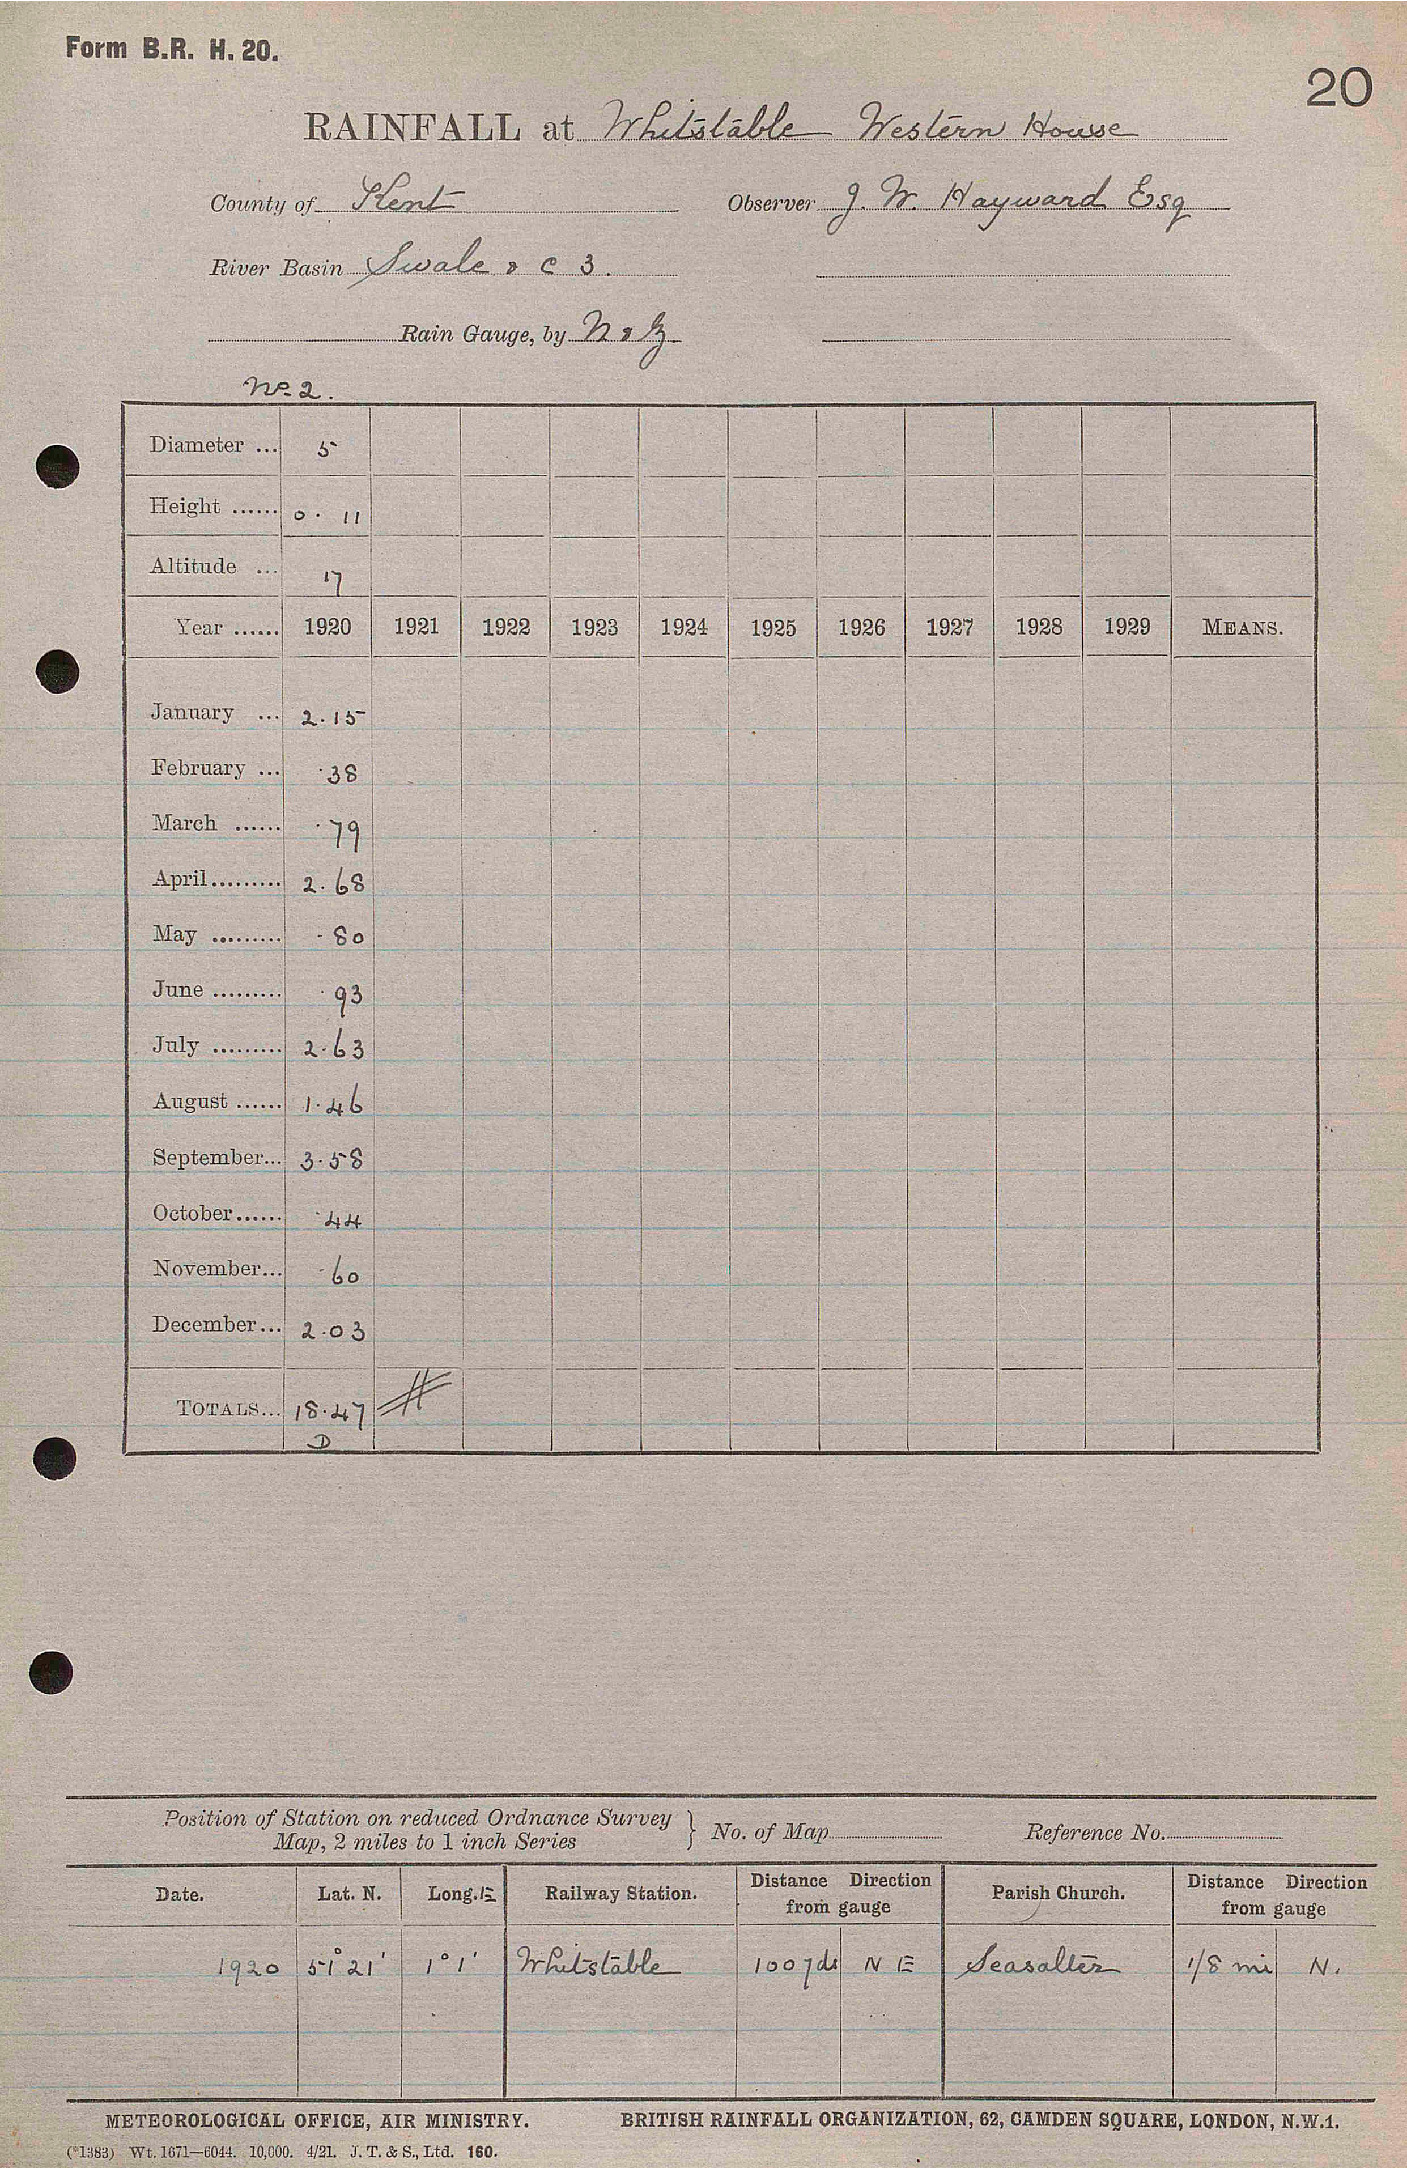 Form B.R. H. 20.
20
RAINFALL at Whitstable Western House
County of Kent Observer J. W. Hayward Esq
River Basin Swale & C 3.
Rain Gauge, by N & Z
No. 2.
Diameter ... 5
Height ...... 0. 11
Altitude ... 17
Year ...... 1920 1921 1922 1923 1924 1925 1926 1927 1928 1929 MEANS.
January ... 2.15
February ... .38
March ...... .79
April......... 2.68
May ......... .80
June ......... .93
July ......... 2.63
August ...... 1.46
September... 3.58
October...... .44
November... .60
December... 2.03
TOTALS... 18.47 #
D
Position of Station on reduced Ordnance Survey
Map, 2 miles to 1 inch Series } No. of Map Reference No.
Date. Lat. N. Long. E Railway Station. Distance Direction from gauge Parish Church. Distance Direction from gauge
1920 51° 21' 1° 1' Whitstable 100 yds N E Seasalter 1/8 mi N.
METEOROLOGICAL OFFICE, AIR MINISTRY. BRITISH RAINFALL ORGANIZATION, 62, CAMDEN SQUARE, LONDON, N.W.1.
(*1383) Wt. 1671—6044. 10,000. 4/21. J. T. & S., Ltd. 160.